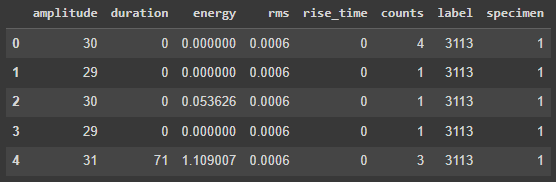 amplitude duration energy rms rise_time counts label specimen
0 30 0 0.000000 0.0006 0 4 3113 1
1 29 0 0.000000 0.0006 0 1 3113 1
2 30 0 0.053626 0.0006 0 1 3113 1
3 29 0 0.000000 0.0006 0 1 3113 1
4 31 71 1.109007 0.0006 0 3 3113 1